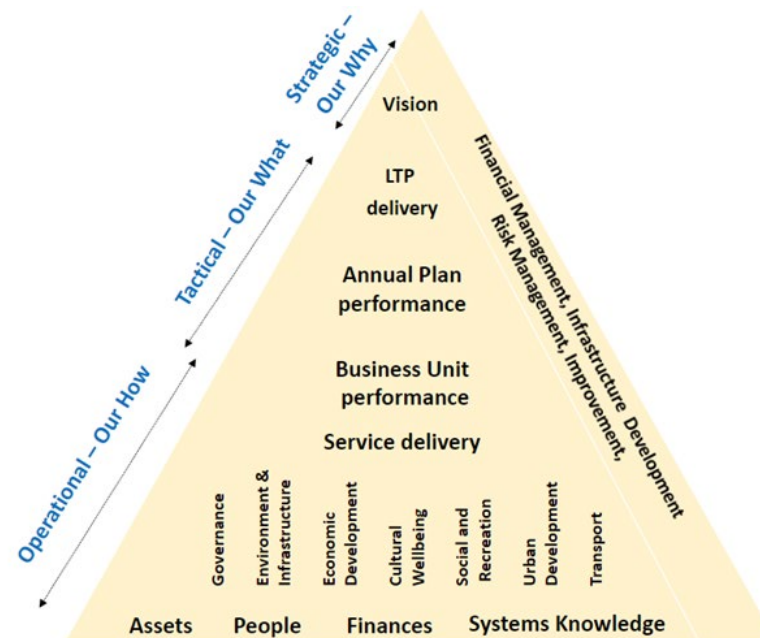 Strategic –
Our Why
Tactical – Our What
Operational – Our How
Vision
LTP
delivery
Annual Plan
performance
Business Unit
performance
Service delivery
Governance
Environment &
Infrastructure
Economic
Development
Cultural
Wellbeing
Social and
Recreation
Urban
Development
Transport
Assets People Finances Systems Knowledge
Financial Management, Infrastructure Development
Risk Management, Improvement,